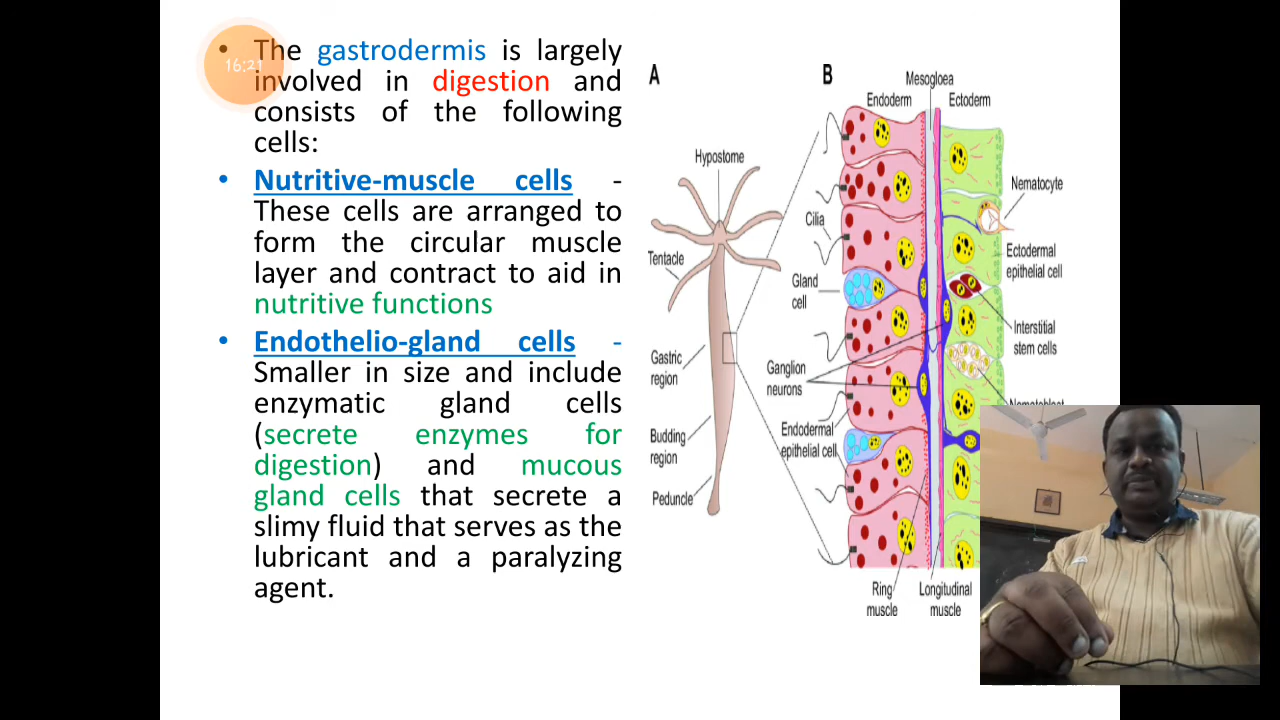 • The gastrodermis is largely
involved in digestion and
consists of the following
cells:
• Nutritive-muscle cells -
These cells are arranged to
form the circular muscle
layer and contract to aid in
nutritive functions
• Endothelio-gland cells -
Smaller in size and include
enzymatic gland cells
(secrete enzymes for
digestion) and mucous
gland cells that secrete a
slimy fluid that serves as the
lubricant and a paralyzing
agent.
16:21
A
Hypostome
Tentacle
Gastric
region
Budding
region
Peduncle
B
Mesogloea
Endoderm
Ectoderm
Cilia
Gland
cell
Ganglion
neurons
Endodermal
epithelial cell
Nematocyte
Ectodermal
epithelial cell
Interstitial
stem cells
Ring
muscle
Longitudinal
muscle